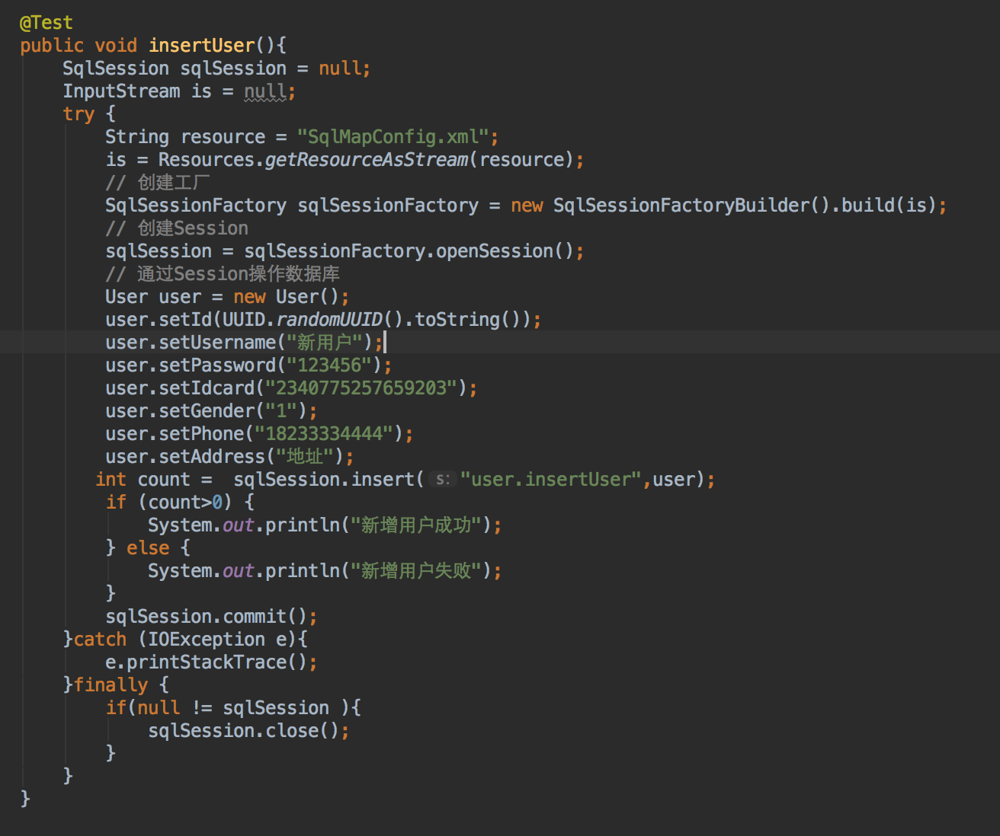 @Test
public void insertUser(){
    SqlSession sqlSession = null;
    InputStream is = null;
    try {
        String resource = "SqlMapConfig.xml";
        is = Resources.getResourceAsStream(resource);
        // 创建工厂
        SqlSessionFactory sqlSessionFactory = new SqlSessionFactoryBuilder().build(is);
        // 创建Session
        sqlSession = sqlSessionFactory.openSession();
        // 通过Session操作数据库
        User user = new User();
        user.setId(UUID.randomUUID().toString());
        user.setUsername("新用户");
        user.setPassword("123456");
        user.setIdcard("2340775257659203");
        user.setGender("1");
        user.setPhone("18233334444");
        user.setAddress("地址");
       int count =  sqlSession.insert( s: "user.insertUser",user);
        if (count>0) {
            System.out.println("新增用户成功");
        } else {
            System.out.println("新增用户失败");
        }
        sqlSession.commit();
    }catch (IOException e){
        e.printStackTrace();
    }finally {
        if(null != sqlSession ){
            sqlSession.close();
        }
    }
}